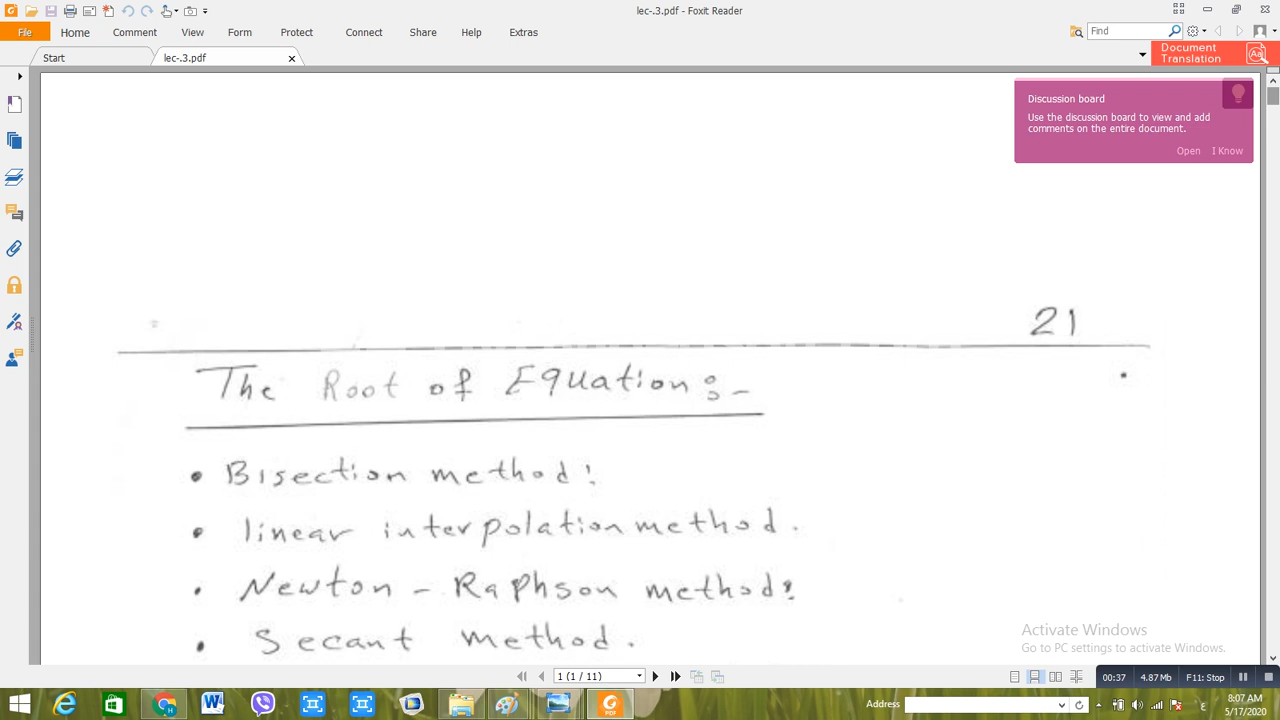 lec-.3.pdf - Foxit Reader
File Home Comment View Form Protect Connect Share Help Extras
Find
Start lec-.3.pdf
Document Translation
Discussion board
Use the discussion board to view and add
comments on the entire document.
Open I Know
21
The Root of Equation:-
• Bisection method:
• linear interpolation method.
• Newton - Raphson method:
• Secant method.
Activate Windows
Go to PC settings to activate Windows.
1 (1 / 11)
00:37 4.87 Mb F11: Stop
Address
8:07 AM
5/17/2020